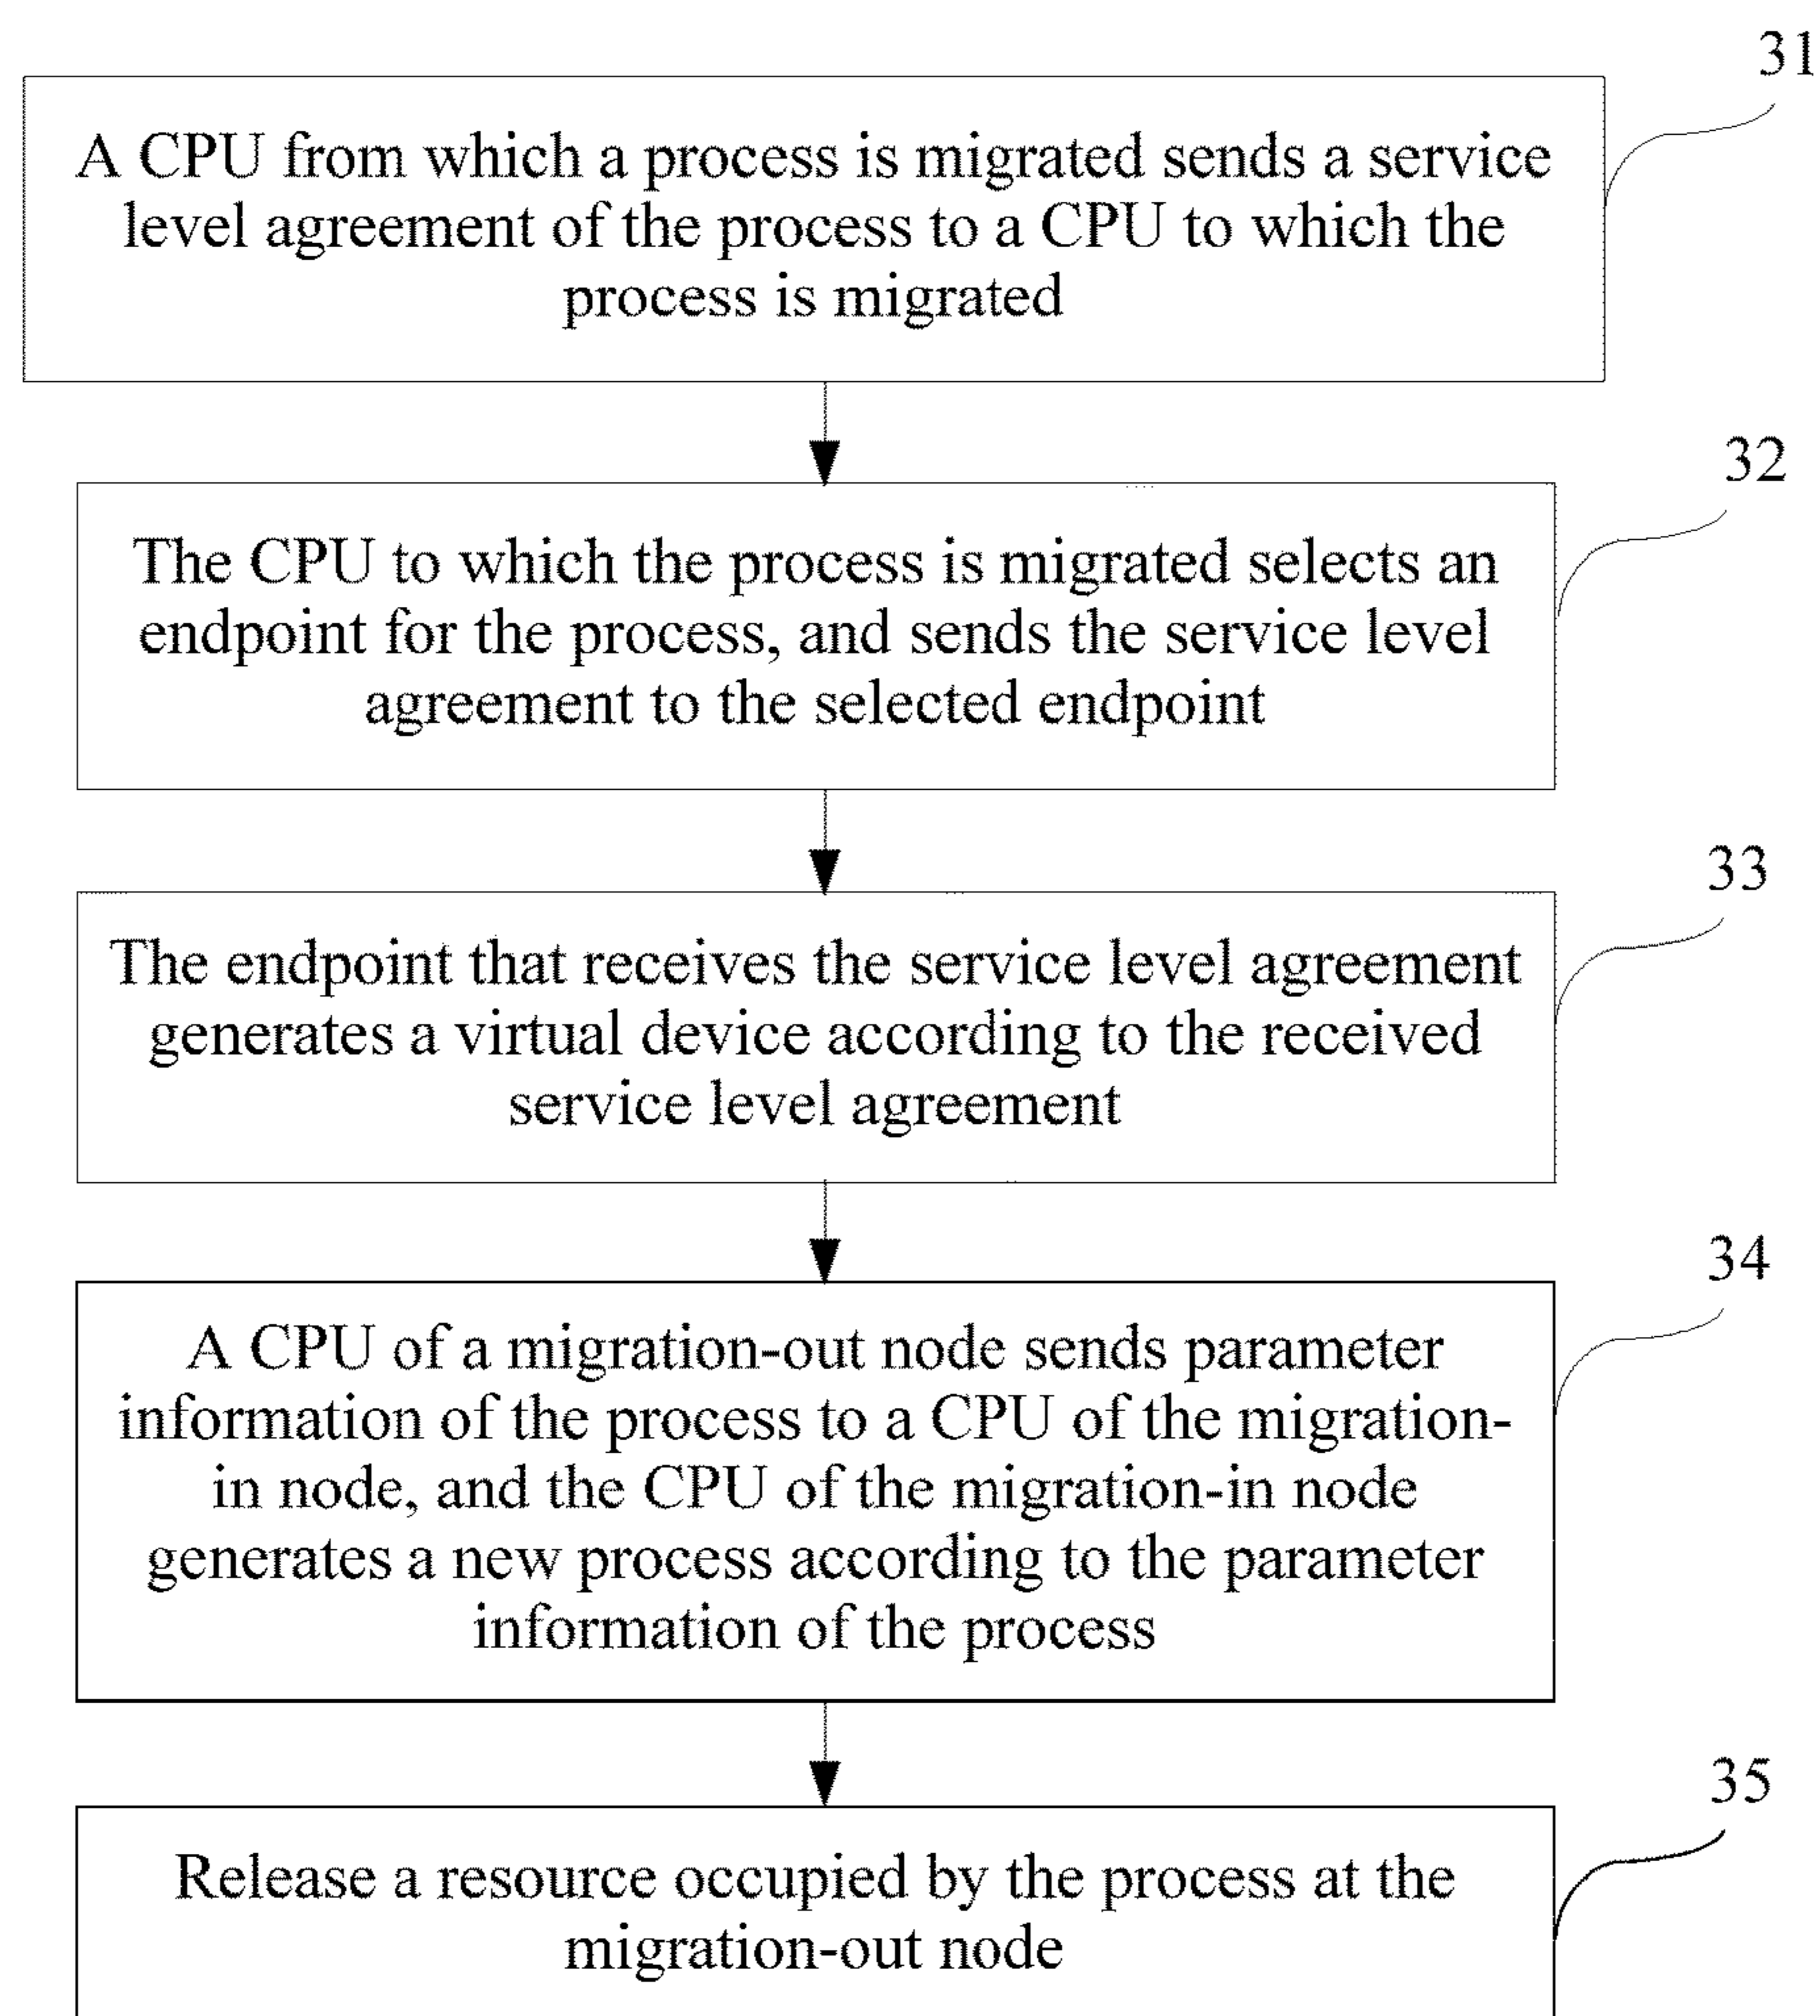 31
A CPU from which a process is migrated sends a service
level agreement of the process to a CPU to which the
process is migrated
32
The CPU to which the process is migrated selects an
endpoint for the process, and sends the service level
agreement to the selected endpoint
33
The endpoint that receives the service level agreement
generates a virtual device according to the received
service level agreement
34
A CPU of a migration-out node sends parameter
information of the process to a CPU of the migration-
in node, and the CPU of the migration-in node
generates a new process according to the parameter
information of the process
35
Release a resource occupied by the process at the
migration-out node